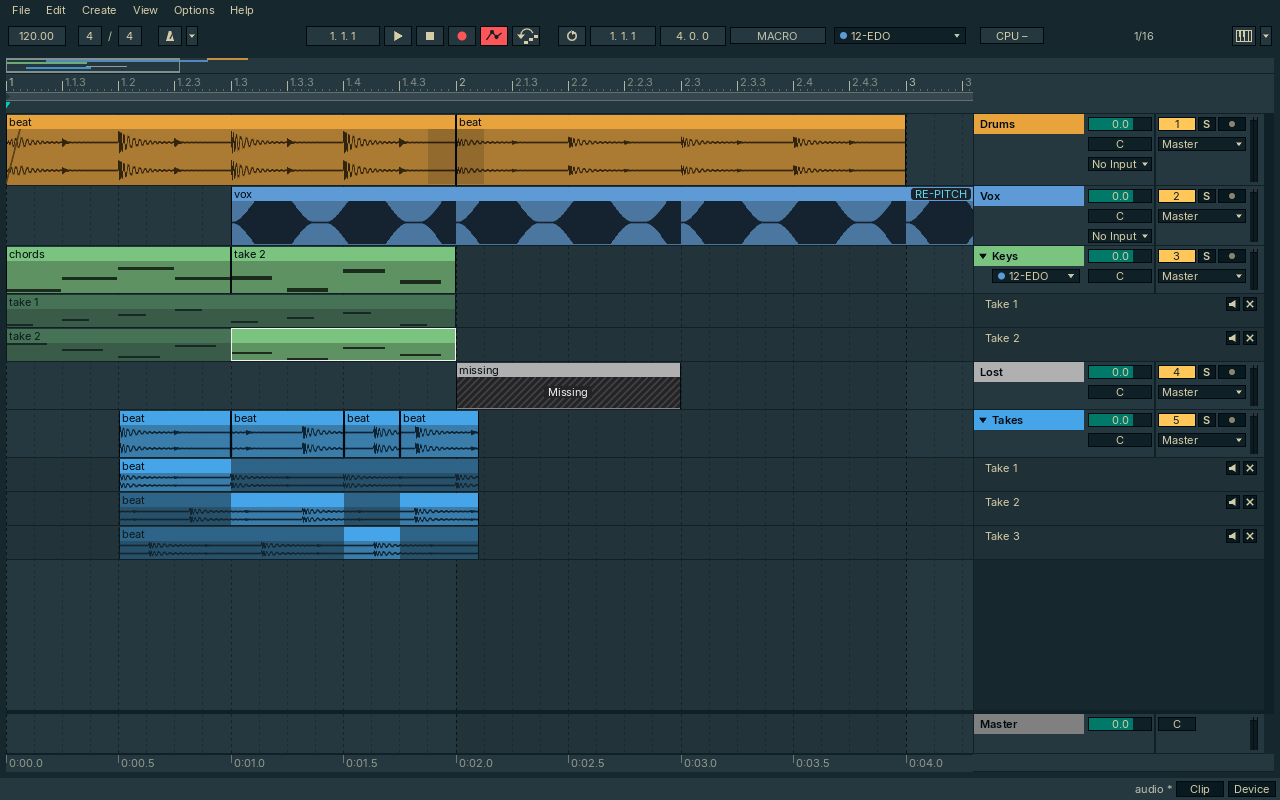 File Edit Create View Options Help
120.00 4 / 4 1. 1. 1 1. 1. 1 4. 0. 0 MACRO 12-EDO CPU – 1/16
1 1.1.3 1.2 1.2.3 1.3 1.3.3 1.4 1.4.3 2 2.1.3 2.2 2.2.3 2.3 2.3.3 2.4 2.4.3 3 3
beat beat Drums 0.0 1 S
C Master
No Input
vox RE-PITCH Vox 0.0 2 S
C Master
No Input
chords take 2 Keys 0.0 3 S
12-EDO C Master
take 1 Take 1
take 2 Take 2
missing Lost 0.0 4 S
Missing C Master
beat beat beat beat Takes 0.0 5 S
C Master
beat Take 1
beat Take 2
beat Take 3
Master 0.0 C
0:00.0 0:00.5 0:01.0 0:01.5 0:02.0 0:02.5 0:03.0 0:03.5 0:04.0
audio * Clip Device